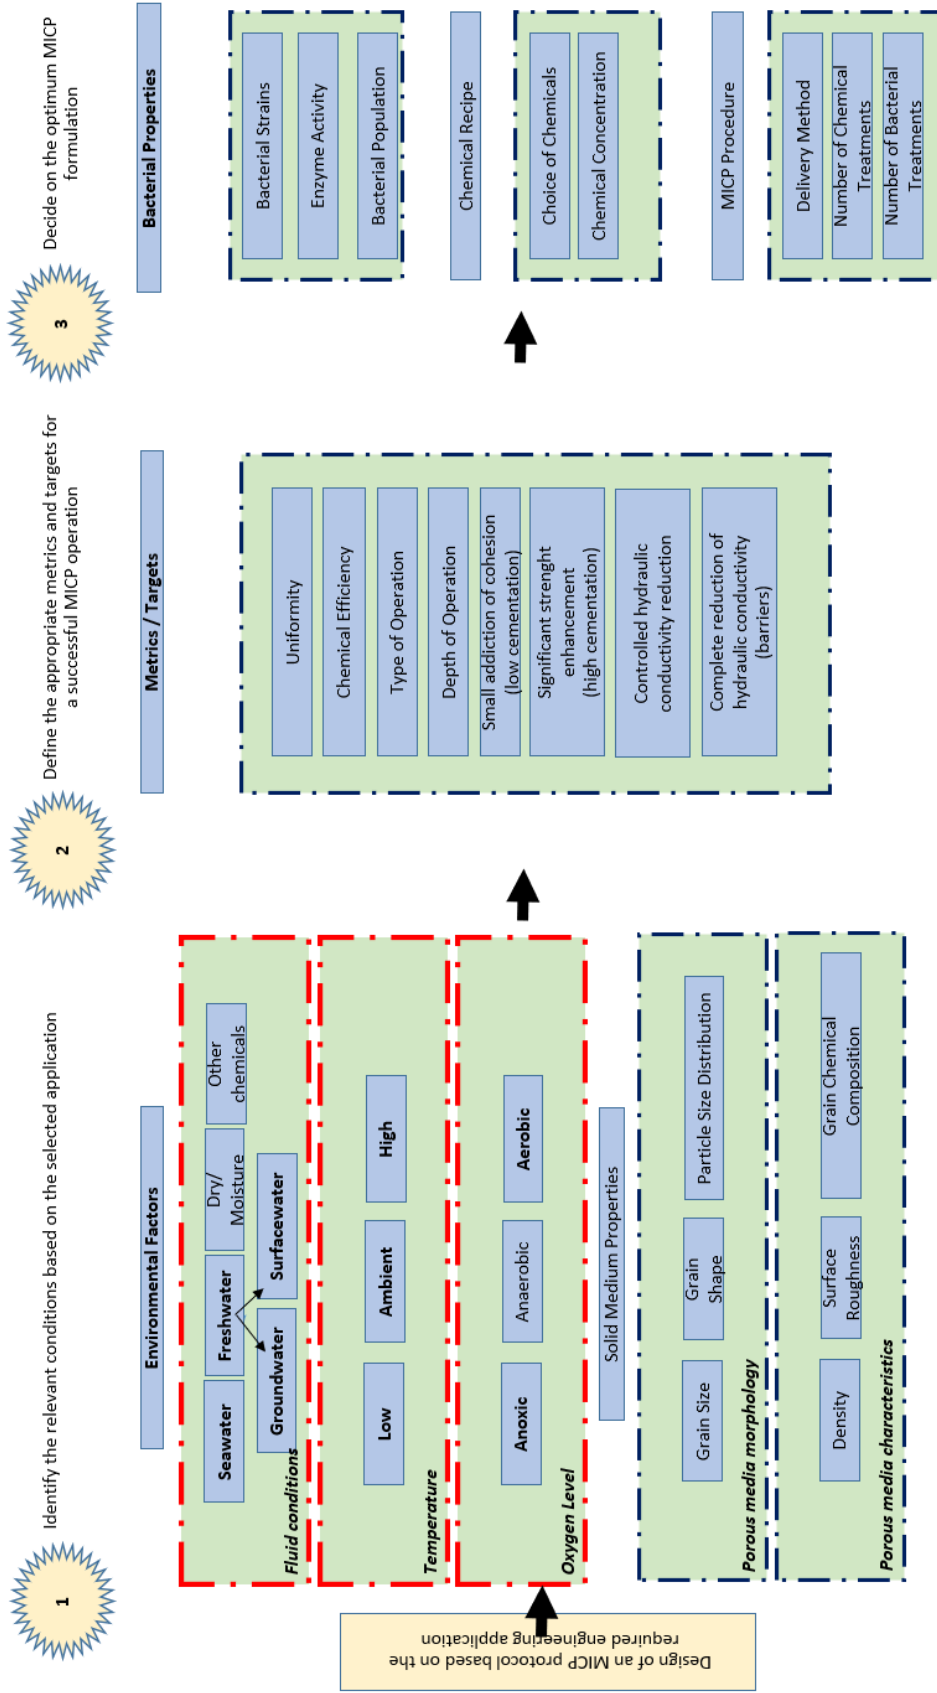 Design of an MICP protocol based on the
required engineering application
1
Identify the relevant conditions based on the selected application
Environmental Factors
Seawater
Freshwater
Dry/
Moisture
Other
chemicals
Groundwater
Surfacewater
Fluid conditions
Low
Ambient
High
Temperature
Anoxic
Anaerobic
Aerobic
Oxygen Level
Solid Medium Properties
Grain Size
Grain
Shape
Particle Size Distribution
Porous media morphology
Density
Surface
Roughness
Grain Chemical
Composition
Porous media characteristics
2
Define the appropriate metrics and targets for
a successful MICP operation
Metrics / Targets
Uniformity
Chemical Efficiency
Type of Operation
Depth of Operation
Small addiction of cohesion
(low cementation)
Significant strenght
enhancement
(high cementation)
Controlled hydraulic
conductivity reduction
Complete reduction of
hydraulic conductivity
(barriers)
3
Decide on the optimum MICP
formulation
Bacterial Properties
Bacterial Strains
Enzyme Activity
Bacterial Population
Chemical Recipe
Choice of Chemicals
Chemical Concentration
MICP Procedure
Delivery Method
Number of Chemical
Treatments
Number of Bacterial
Treatments